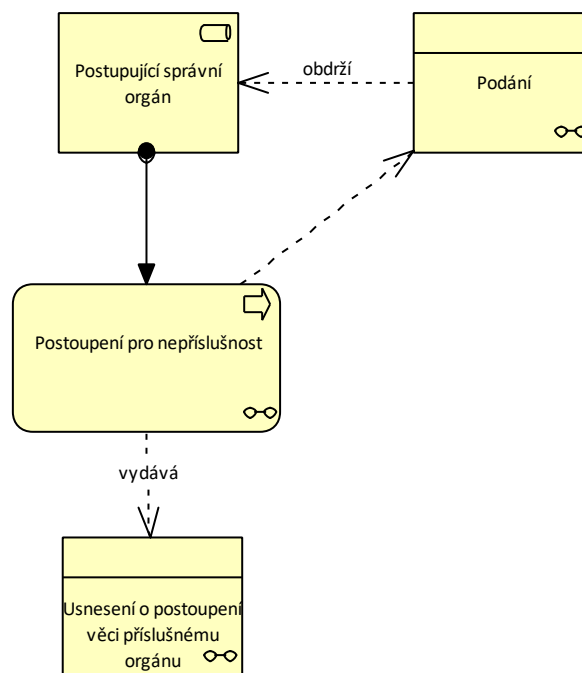 Postupující správní
orgán
obdrží
Podání
Postoupení pro nepříslušnost
vydává
Usnesení o postoupení
věci příslušnému
orgánu